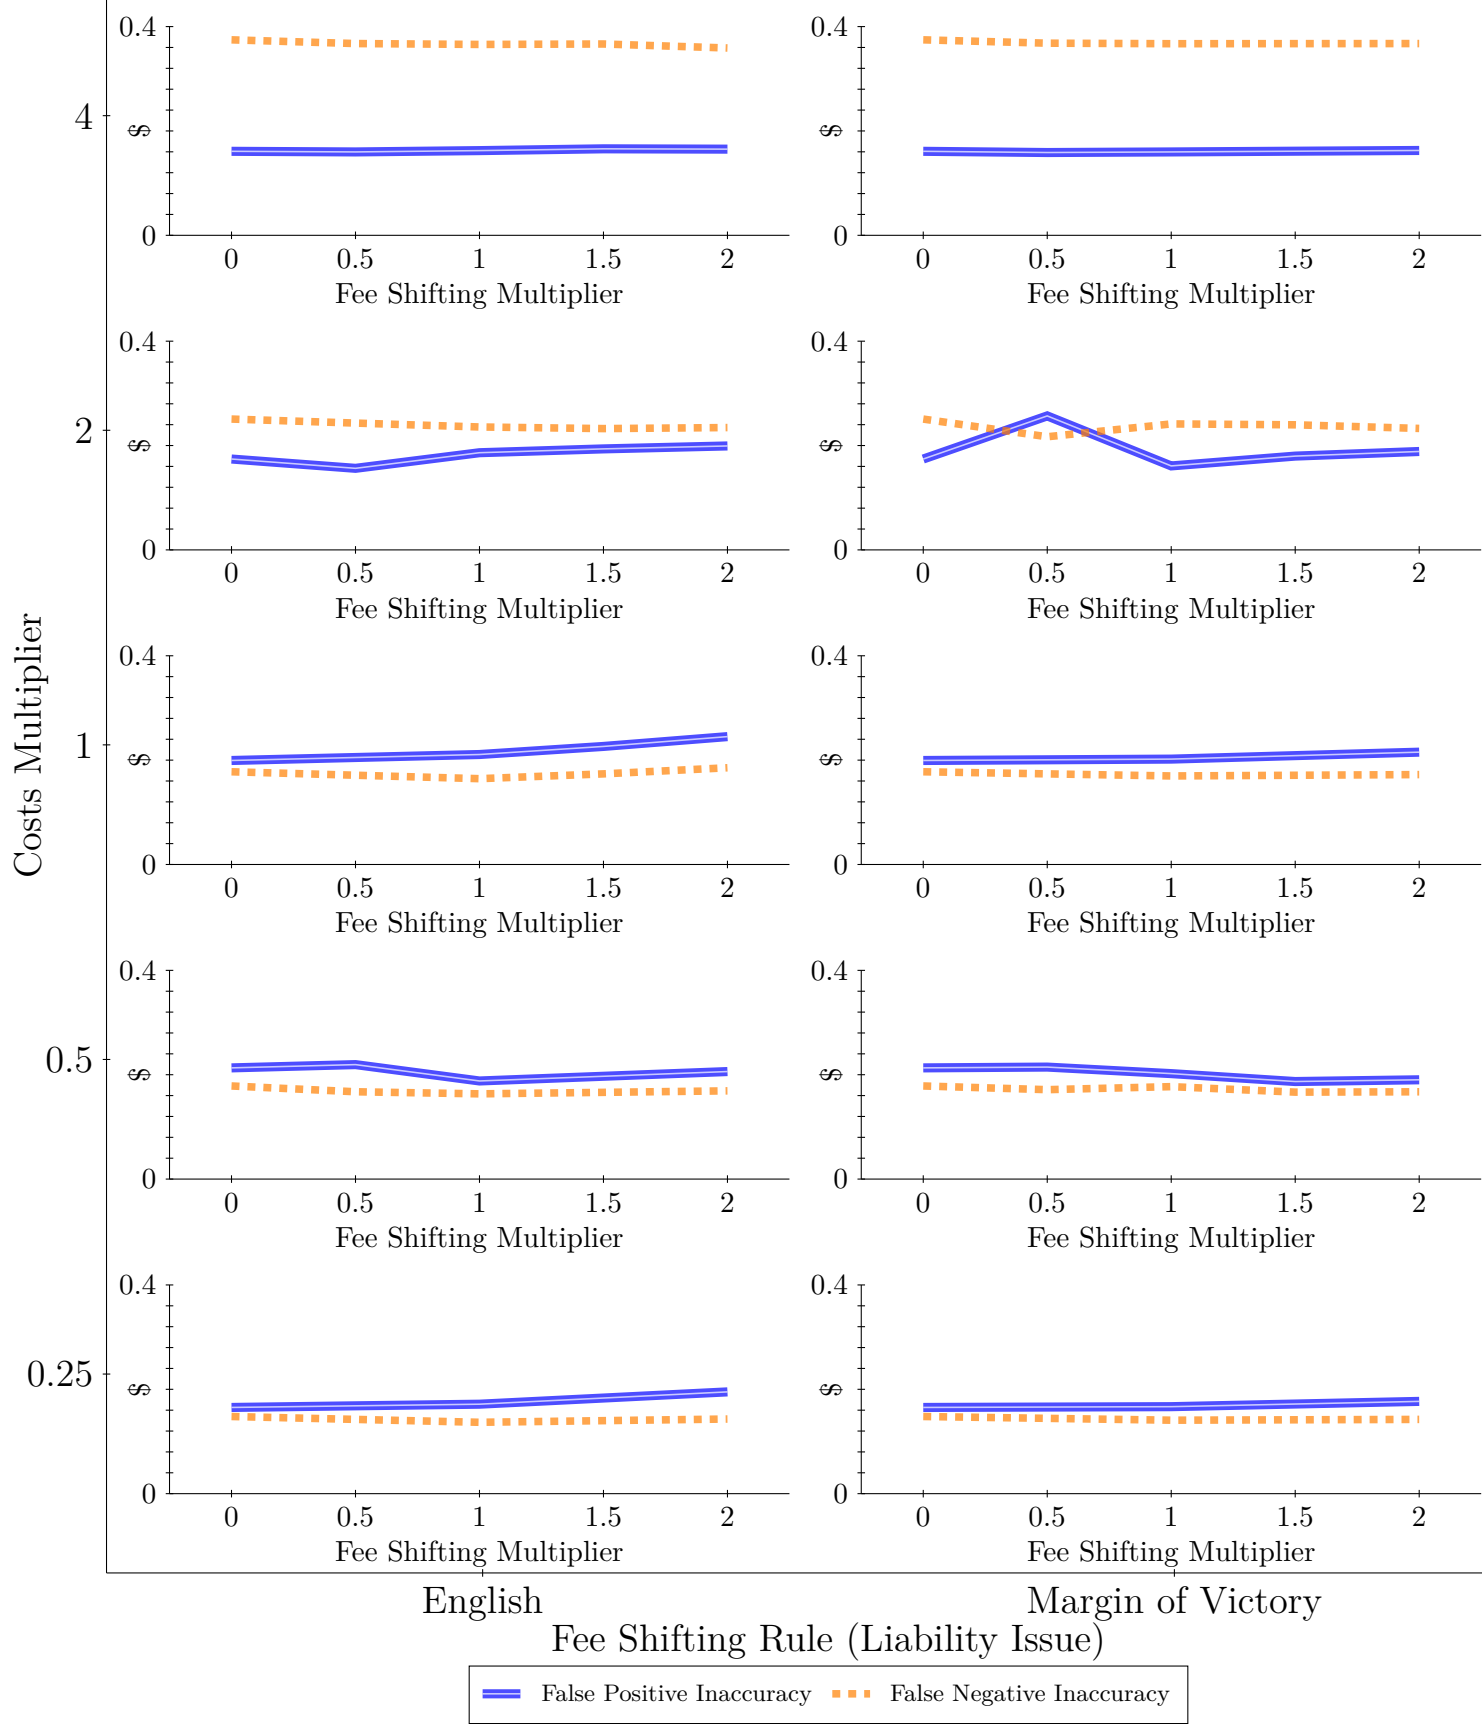 0.4 0.4
4 $ $
0 0
0 0.5 1 1.5 2 0 0.5 1 1.5 2
Fee Shifting Multiplier Fee Shifting Multiplier
0.4 0.4
2 $ $
0 0
0 0.5 1 1.5 2 0 0.5 1 1.5 2
Fee Shifting Multiplier Fee Shifting Multiplier
Costs Multiplier
0.4 0.4
1 $ $
0 0
0 0.5 1 1.5 2 0 0.5 1 1.5 2
Fee Shifting Multiplier Fee Shifting Multiplier
0.4 0.4
0.5 $ $
0 0
0 0.5 1 1.5 2 0 0.5 1 1.5 2
Fee Shifting Multiplier Fee Shifting Multiplier
0.4 0.4
0.25 $ $
0 0
0 0.5 1 1.5 2 0 0.5 1 1.5 2
Fee Shifting Multiplier Fee Shifting Multiplier
English Margin of Victory
Fee Shifting Rule (Liability Issue)
False Positive Inaccuracy False Negative Inaccuracy